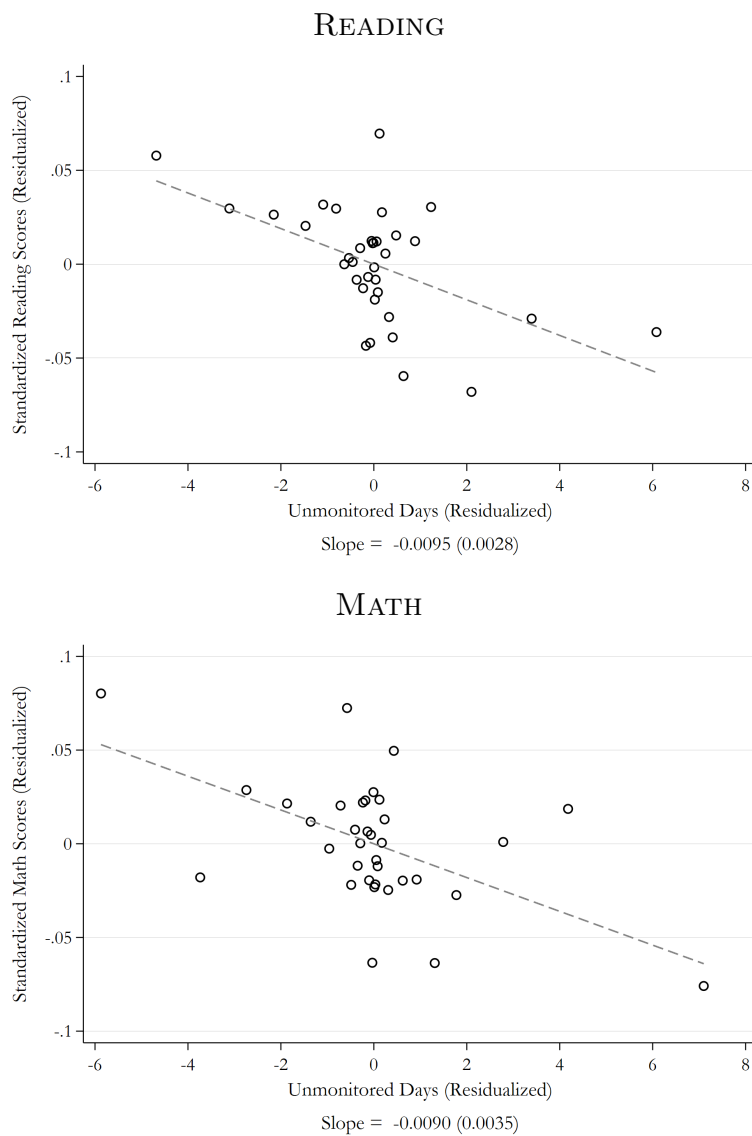 READING
Standardized Reading Scores (Residualized)
.1
.05
0
-.05
-.1
-6 -4 -2 0 2 4 6 8
Unmonitored Days (Residualized)
Slope = -0.0095 (0.0028)
MATH
Standardized Math Scores (Residualized)
.1
.05
0
-.05
-.1
-6 -4 -2 0 2 4 6 8
Unmonitored Days (Residualized)
Slope = -0.0090 (0.0035)